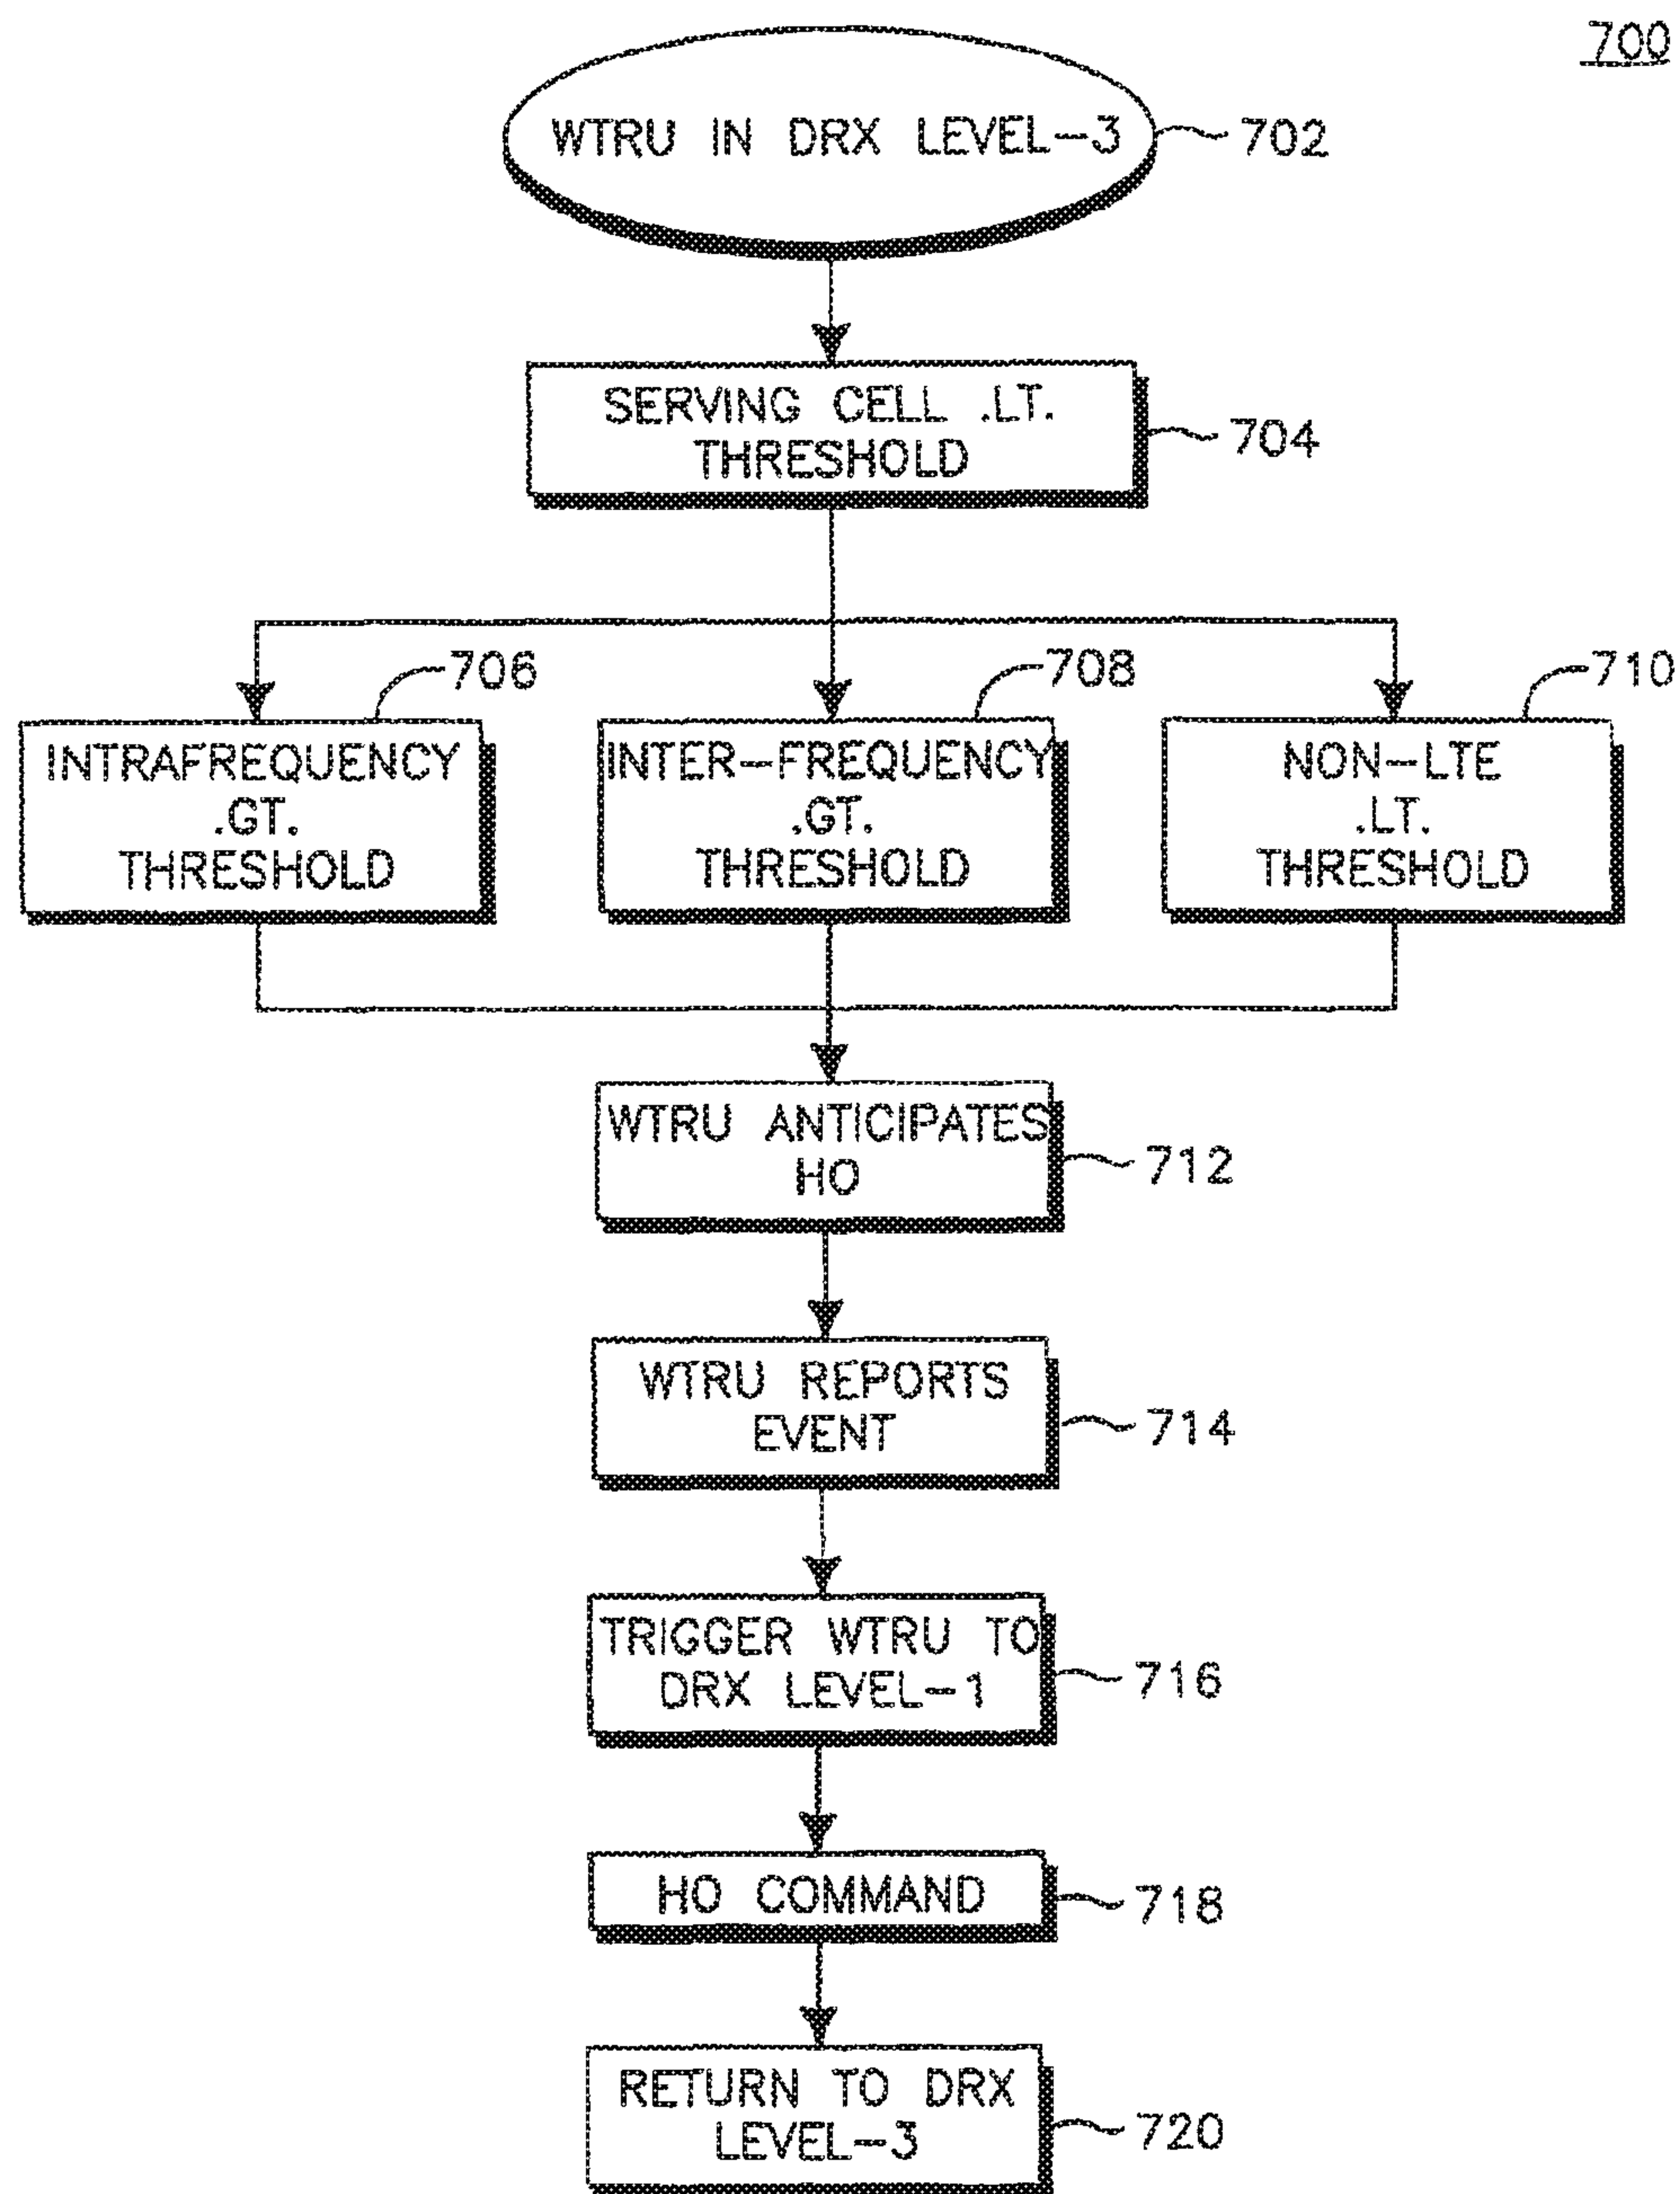 700
WTRU IN DRX LEVEL-3
702
SERVING CELL .LT.
THRESHOLD
704
706
708
710
INTRAFREQUENCY
.GT.
THRESHOLD
INTER-FREQUENCY
.GT.
THRESHOLD
NON-LTE
.LT.
THRESHOLD
WTRU ANTICIPATES
HO
712
WTRU REPORTS
EVENT
714
TRIGGER WTRU TO
DRX LEVEL-1
716
HO COMMAND
718
RETURN TO DRX
LEVEL-3
720